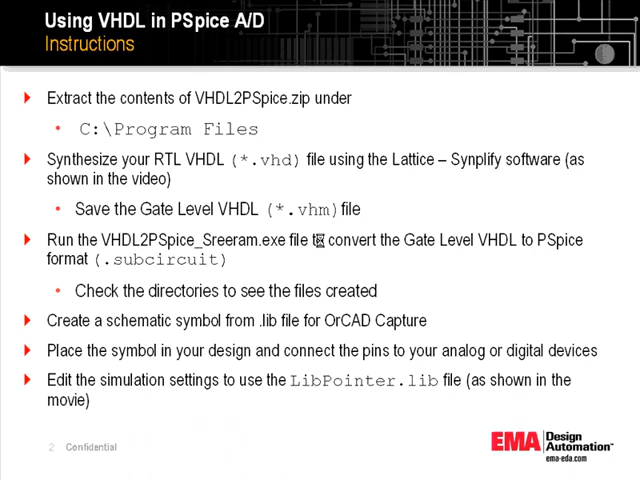 Using VHDL in PSpice A/D
Instructions
Extract the contents of VHDL2PSpice.zip under
C:\Program Files
Synthesize your RTL VHDL (*.vhd) file using the Lattice – Synplify software (as
shown in the video)
Save the Gate Level VHDL (*.vhm)file
Run the VHDL2PSpice_Sreeram.exe file to convert the Gate Level VHDL to PSpice
format (.subcircuit)
Check the directories to see the files created
Create a schematic symbol from .lib file for OrCAD Capture
Place the symbol in your design and connect the pins to your analog or digital devices
Edit the simulation settings to use the LibPointer.lib file (as shown in the
movie)
2 Confidential
EMA Design
Automation™
ema-eda.com